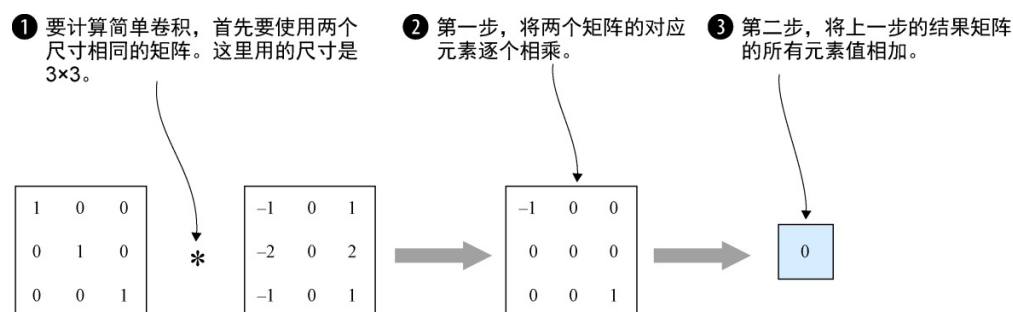 ❶ 要计算简单卷积，首先要使用两个
尺寸相同的矩阵。这里用的尺寸是
3×3。
❷ 第一步，将两个矩阵的对应
元素逐个相乘。
❸ 第二步，将上一步的结果矩阵
的所有元素值相加。
1 0 0
0 1 0
0 0 1
*
–1 0 1
–2 0 2
–1 0 1
–1 0 0
0 0 0
0 0 1
0